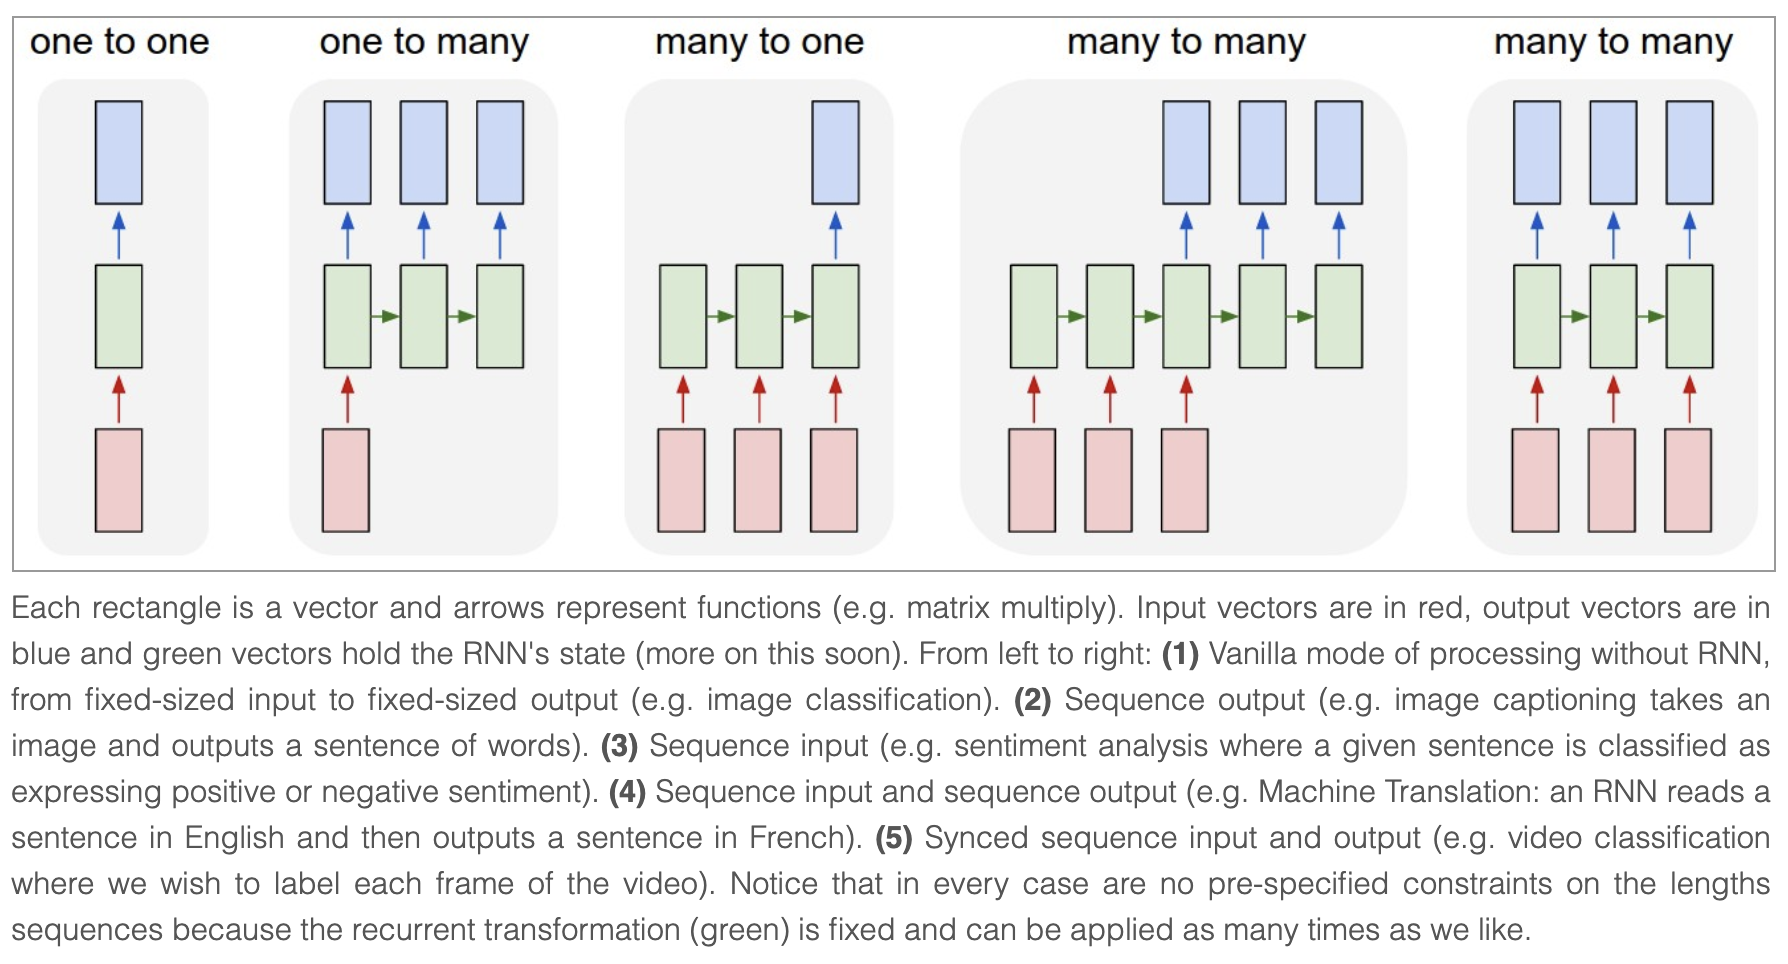 one to one
one to many
many to one
many to many
many to many
Each rectangle is a vector and arrows represent functions (e.g. matrix multiply). Input vectors are in red, output vectors are in
blue and green vectors hold the RNN's state (more on this soon). From left to right: (1) Vanilla mode of processing without RNN,
from fixed-sized input to fixed-sized output (e.g. image classification). (2) Sequence output (e.g. image captioning takes an
image and outputs a sentence of words). (3) Sequence input (e.g. sentiment analysis where a given sentence is classified as
expressing positive or negative sentiment). (4) Sequence input and sequence output (e.g. Machine Translation: an RNN reads a
sentence in English and then outputs a sentence in French). (5) Synced sequence input and output (e.g. video classification
where we wish to label each frame of the video). Notice that in every case are no pre-specified constraints on the lengths
sequences because the recurrent transformation (green) is fixed and can be applied as many times as we like.